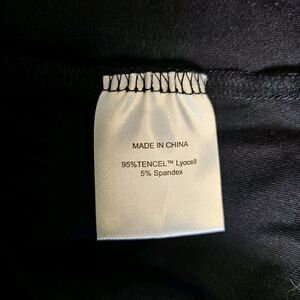 MADE IN CHINA
95%TENCEL™ Lyocell
5% Spandex